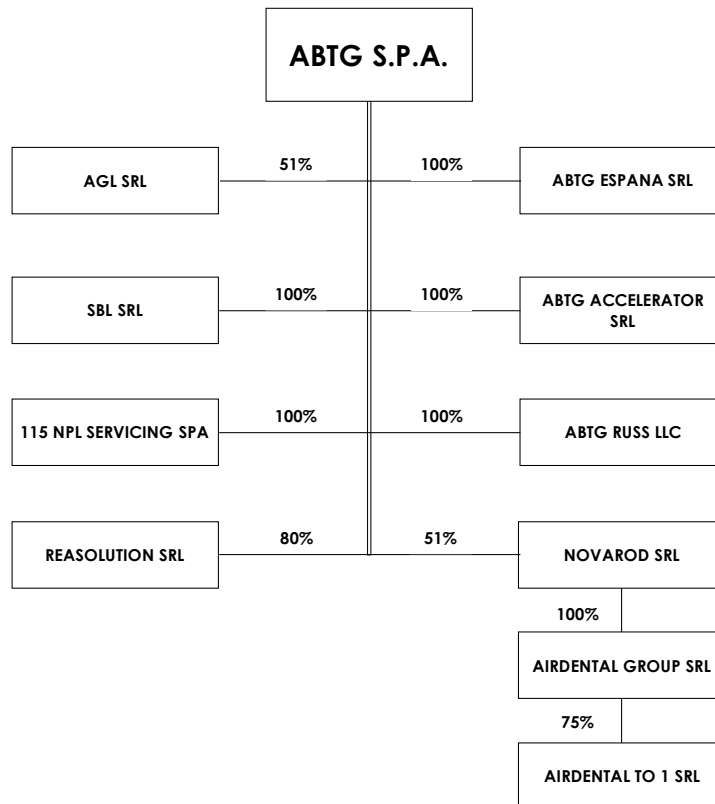 ABTG S.P.A.
51%
100%
AGL SRL
ABTG ESPANA SRL
100%
100%
SBL SRL
ABTG ACCELERATOR
SRL
100%
100%
115 NPL SERVICING SPA
ABTG RUSS LLC
80%
51%
REASOLUTION SRL
NOVAROD SRL
100%
AIRDENTAL GROUP SRL
75%
AIRDENTAL TO 1 SRL